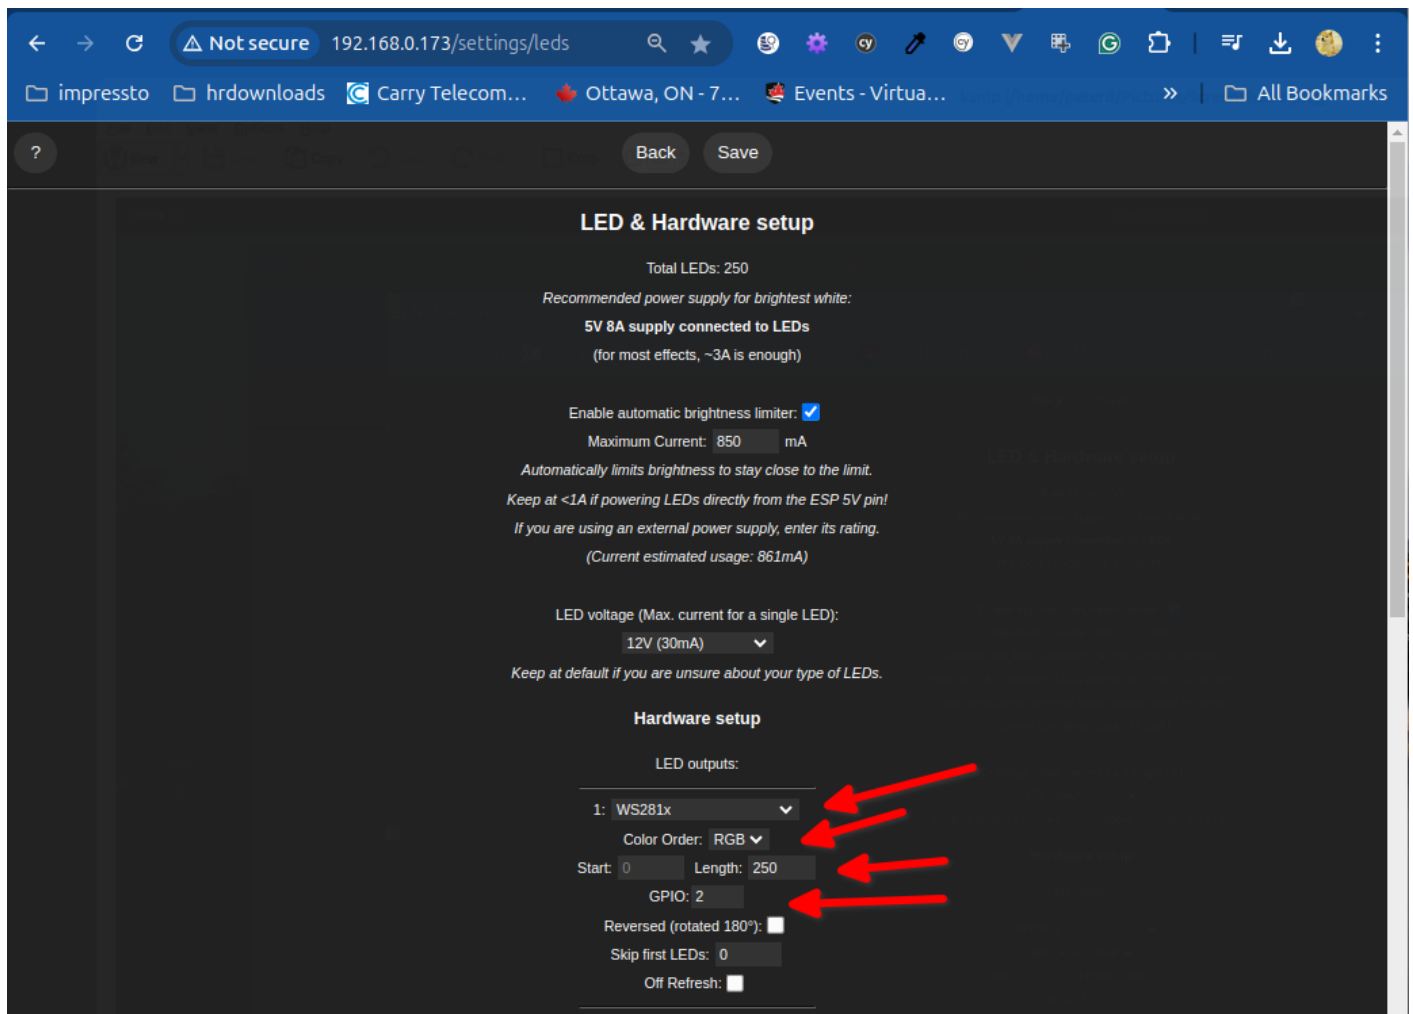 Not secure 192.168.0.173/settings/leds
impressto hrdownloads Carry Telecom... Ottawa, ON - 7... Events - Virtua... » All Bookmarks
? Back Save
LED & Hardware setup
Total LEDs: 250
Recommended power supply for brightest white:
5V 8A supply connected to LEDs
(for most effects, ~3A is enough)
Enable automatic brightness limiter:
Maximum Current: 850 mA
Automatically limits brightness to stay close to the limit.
Keep at <1A if powering LEDs directly from the ESP 5V pin!
If you are using an external power supply, enter its rating.
(Current estimated usage: 861mA)
LED voltage (Max. current for a single LED):
12V (30mA)
Keep at default if you are unsure about your type of LEDs.
Hardware setup
LED outputs:
1: WS281x
Color Order: RGB
Start: 0 Length: 250
GPIO: 2
Reversed (rotated 180°):
Skip first LEDs: 0
Off Refresh: